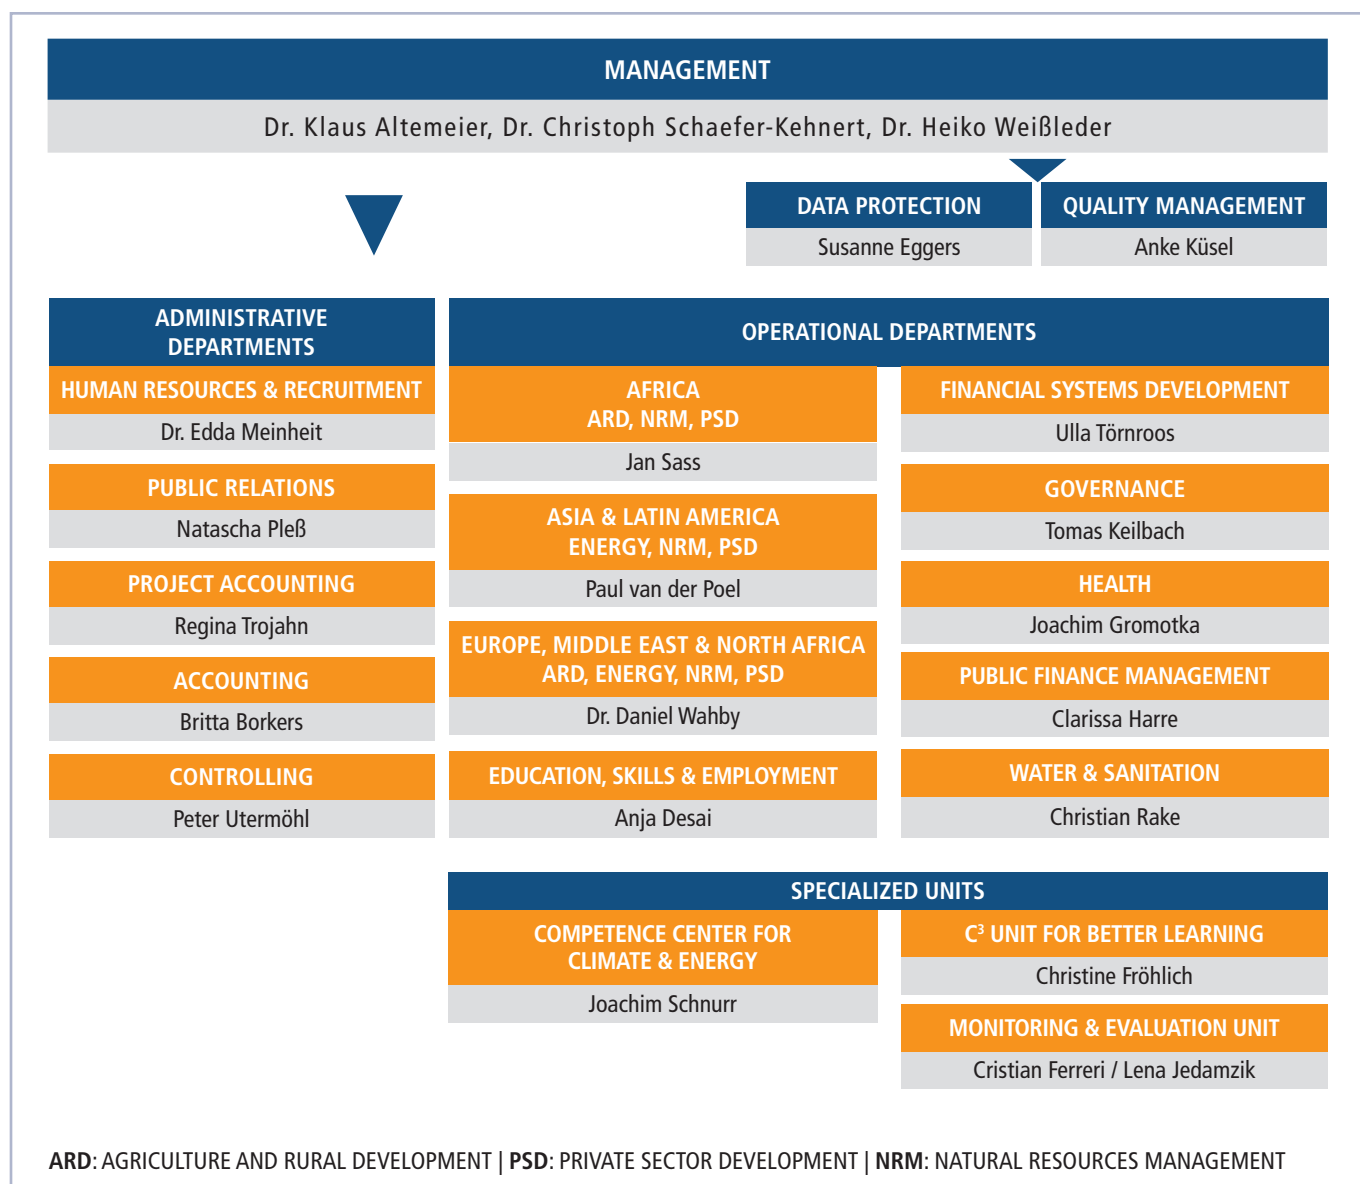 MANAGEMENT
Dr. Klaus Altemeier, Dr. Christoph Schaefer-Kehnert, Dr. Heiko Weißleder
DATA PROTECTION
Susanne Eggers
QUALITY MANAGEMENT
Anke Küsel
ADMINISTRATIVE
DEPARTMENTS
HUMAN RESOURCES & RECRUITMENT
Dr. Edda Meinheit
PUBLIC RELATIONS
Natascha Pleß
PROJECT ACCOUNTING
Regina Trojahn
ACCOUNTING
Britta Borkers
CONTROLLING
Peter Utermöhl
OPERATIONAL DEPARTMENTS
AFRICA
ARD, NRM, PSD
Jan Sass
ASIA & LATIN AMERICA
ENERGY, NRM, PSD
Paul van der Poel
EUROPE, MIDDLE EAST & NORTH AFRICA
ARD, ENERGY, NRM, PSD
Dr. Daniel Wahby
EDUCATION, SKILLS & EMPLOYMENT
Anja Desai
FINANCIAL SYSTEMS DEVELOPMENT
Ulla Törnroos
GOVERNANCE
Tomas Keilbach
HEALTH
Joachim Gromotka
PUBLIC FINANCE MANAGEMENT
Clarissa Harre
WATER & SANITATION
Christian Rake
SPECIALIZED UNITS
COMPETENCE CENTER FOR
CLIMATE & ENERGY
Joachim Schnurr
C³ UNIT FOR BETTER LEARNING
Christine Fröhlich
MONITORING & EVALUATION UNIT
Cristian Ferreri / Lena Jedamzik
ARD: AGRICULTURE AND RURAL DEVELOPMENT | PSD: PRIVATE SECTOR DEVELOPMENT | NRM: NATURAL RESOURCES MANAGEMENT